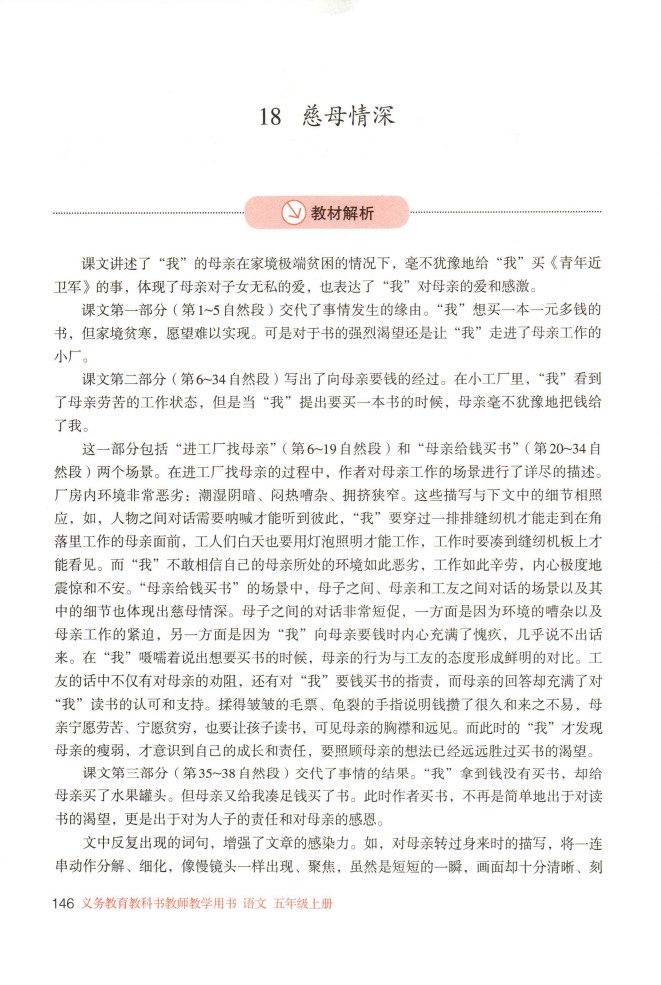 18 慈母情深
教材解析
课文讲述了“我”的母亲在家境极端贫困的情况下，毫不犹豫地给“我”买《青年近
卫军》的事，体现了母亲对子女无私的爱，也表达了“我”对母亲的爱和感激。
课文第一部分（第1~5自然段）交代了事情发生的缘由。“我”想买一本一元多钱的
书，但家境贫寒，愿望难以实现。可是对于书的强烈渴望还是让“我”走进了母亲工作的
小厂。
课文第二部分（第6~34自然段）写出了向母亲要钱的经过。在小工厂里，“我”看到
了母亲劳苦的工作状态，但是当“我”提出要买一本书的时候，母亲毫不犹豫地把钱给
了我。
这一部分包括“进工厂找母亲”（第6~19自然段）和“母亲给钱买书”（第20~34自
然段）两个场景。在进工厂找母亲的过程中，作者对母亲工作的场景进行了详尽的描述。
厂房内环境非常恶劣：潮湿阴暗、闷热嘈杂、拥挤狭窄。这些描写与下文中的细节相照
应，如，人物之间对话需要呐喊才能听到彼此，“我”要穿过一排排缝纫机才能走到在角
落里工作的母亲面前，工人们白天也要用灯泡照明才能工作，工作时要凑到缝纫机板上才
能看见。而“我”不敢相信自己的母亲所处的环境如此恶劣，工作如此辛劳，内心极度地
震惊和不安。“母亲给钱买书”的场景中，母子之间、母亲和工友之间对话的场景以及其
中的细节也体现出慈母情深。母子之间的对话非常短促，一方面是因为环境的嘈杂以及
母亲工作的紧迫，另一方面是因为“我”向母亲要钱时内心充满了愧疚，几乎说不出话
来。在“我”嗫嚅着说出想要买书的时候，母亲的行为与工友的态度形成鲜明的对比。工
友的话中不仅有对母亲的劝阻，还有对“我”要钱买书的指责，而母亲的回答却充满了对
“我”读书的认可和支持。揉得皱皱的毛票、龟裂的手指说明钱攒了很久和来之不易，母
亲宁愿劳苦、宁愿贫穷，也要让孩子读书，可见母亲的胸襟和远见。而此时的“我”才发现
母亲的瘦弱，才意识到自己的成长和责任，要照顾母亲的想法已经远远胜过买书的渴望。
课文第三部分（第35~38自然段）交代了事情的结果。“我”拿到钱没有买书，却给
母亲买了水果罐头。但母亲又给我凑足钱买了书。此时作者买书，不再是简单地出于对读
书的渴望，更是出于对为人子的责任和对母亲的感恩。
文中反复出现的词句，增强了文章的感染力。如，对母亲转过身来时的描写，将一连
串动作分解、细化，像慢镜头一样出现、聚焦，虽然是短短的一瞬，画面却十分清晰、刻
146 义务教育教科书教师教学用书 语文 五年级上册